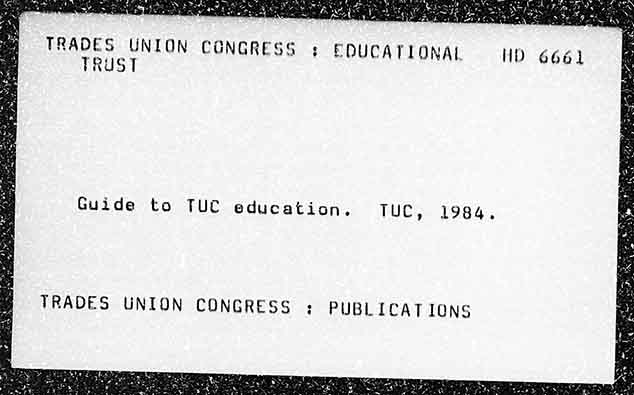 TRADES UNION CONGRESS : EDUCATIONAL HD 6661
TRUST
Guide to TUC education. TUC, 1984.
TRADES UNION CONGRESS : PUBLICATIONS